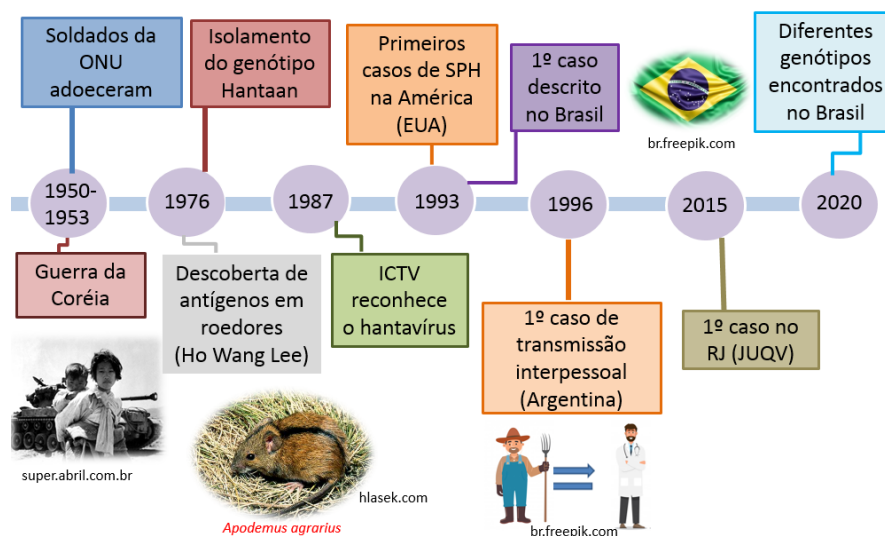 Soldados da
ONU
adoeceram
Isolamento
do genótipo
Hantaan
Primeiros
casos de SPH
na América
(EUA)
1º caso
descrito
no Brasil
br.freepik.com
Diferentes
genótipos
encontrados
no Brasil
1950-
1953
1976
1987
1993
1996
2015
2020
Guerra da
Coréia
Descoberta de
antígenos em
roedores
(Ho Wang Lee)
ICTV
reconhece
o hantavírus
1º caso de
transmissão
interpessoal
(Argentina)
1º caso no
RJ (JUQV)
super.abril.com.br
hlasek.com
Apodemus agrarius
br.freepik.com